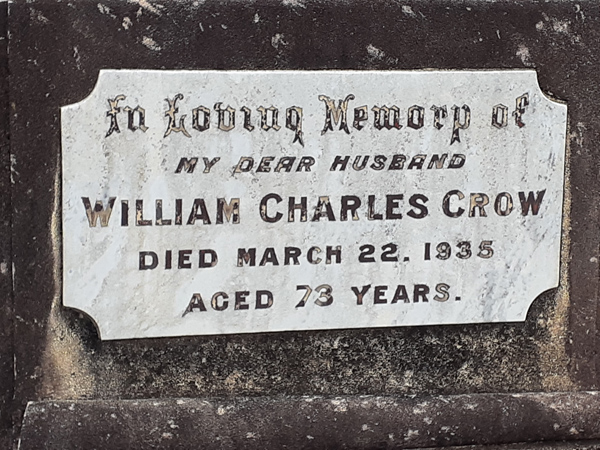 In Loving Memory of
MY DEAR HUSBAND
WILLIAM CHARLES CROW
DIED MARCH 22. 1935
AGED 73 YEARS.